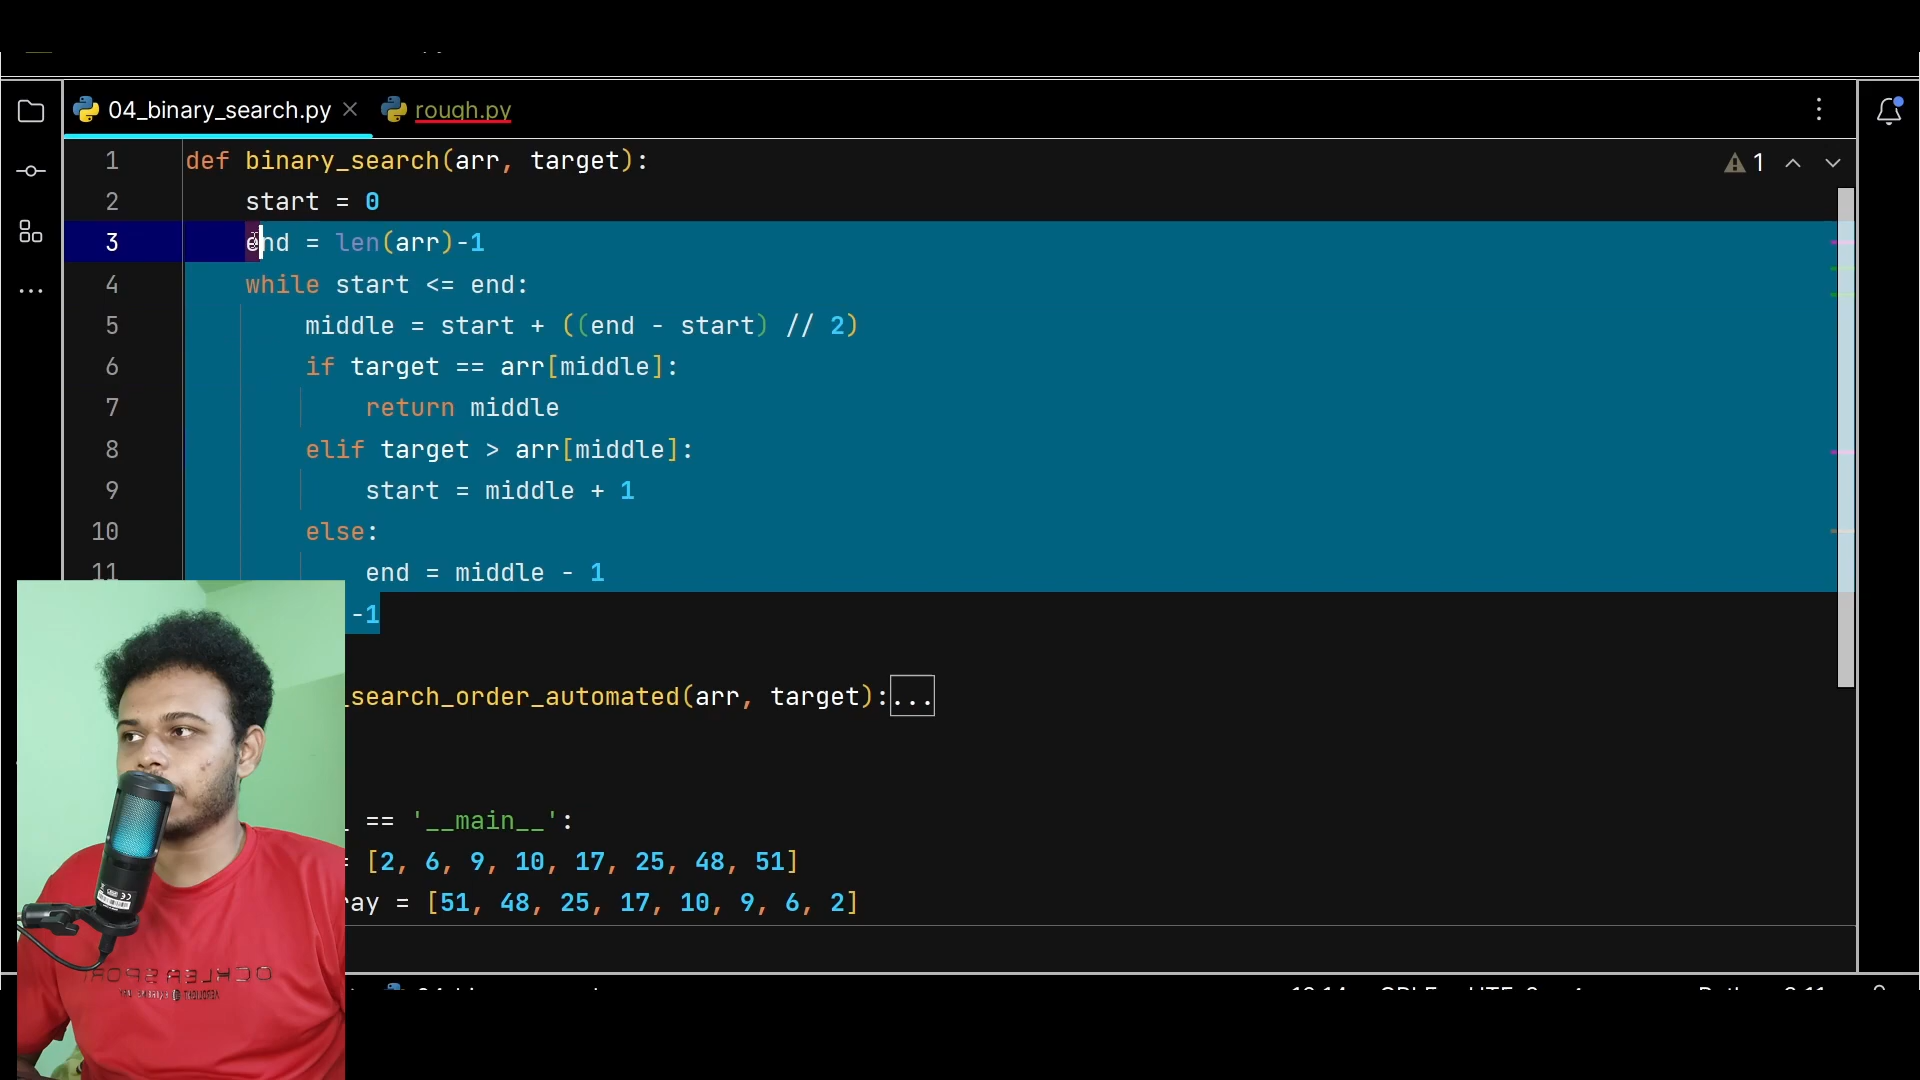 04_binary_search.py
rough.py
1 def binary_search(arr, target):
1
2 start = 0
3 end = len(arr)-1
4 while start <= end:
5 middle = start + ((end - start) // 2)
6 if target == arr[middle]:
7 return middle
8 elif target > arr[middle]:
9 start = middle + 1
10 else:
11 end = middle - 1
-1
_search_order_automated(arr, target):...
== '__main__':
= [2, 6, 9, 10, 17, 25, 48, 51]
ray = [51, 48, 25, 17, 10, 9, 6, 2]